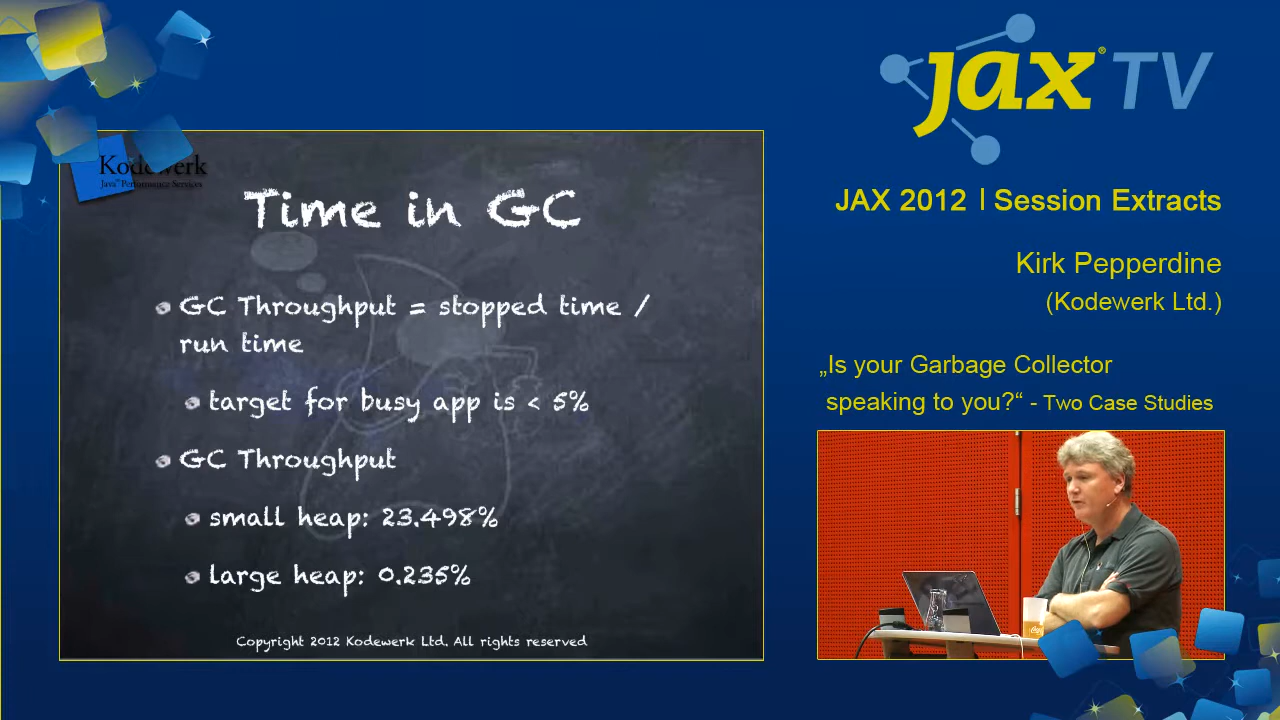 Kodewerk
Java™ Performance Services
Time in GC
GC Throughput = stopped time /
run time
target for busy app is < 5%
GC Throughput
small heap: 23.498%
large heap: 0.235%
Copyright 2012 Kodewerk Ltd. All rights reserved
jax® TV
JAX 2012 | Session Extracts
Kirk Pepperdine
(Kodewerk Ltd.)
„Is your Garbage Collector
speaking to you?“ - Two Case Studies